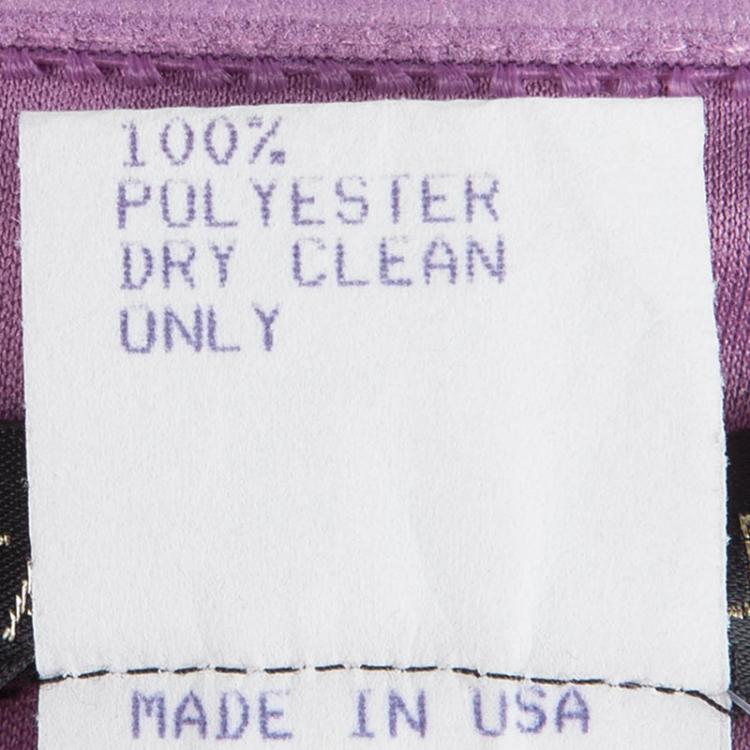 100%
POLYESTER
DRY CLEAN
ONLY
MADE IN USA